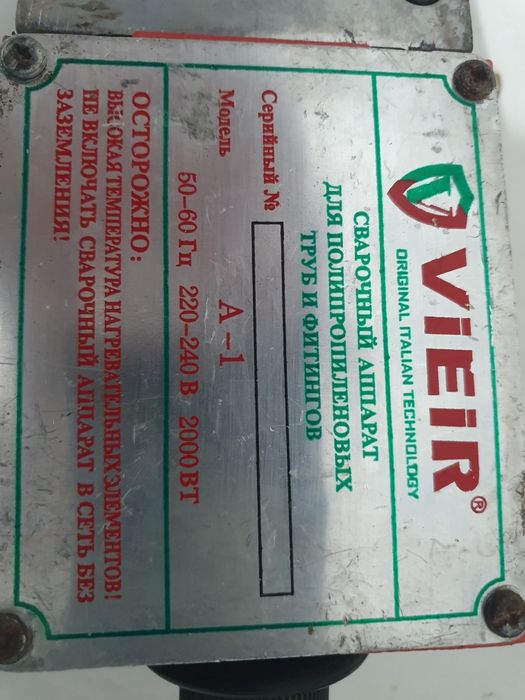 ViEiR®
ORIGINAL ITALIAN TECHNOLOGY
СВАРОЧНЫЙ АППАРАТ
ДЛЯ ПОЛИПРОПИЛЕНОВЫХ
ТРУБ И ФИТИНГОВ
Серийный №
Модель А-1
50-60 Гц 220-240 В 2000ВТ
ОСТОРОЖНО:
ВЫСОКАЯ ТЕМПЕРАТУРА НАГРЕВАТЕЛЬНЫХ ЭЛЕМЕНТОВ!
НЕ ВКЛЮЧАТЬ СВАРОЧНЫЙ АППАРАТ В СЕТЬ БЕЗ
ЗАЗЕМЛЕНИЯ!